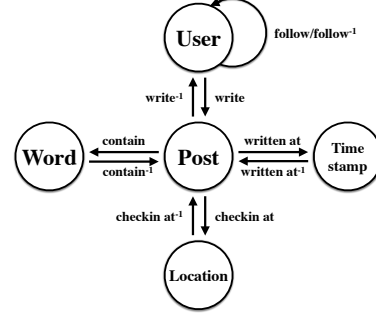 User
follow/follow⁻¹
write⁻¹
write
Word
contain
contain⁻¹
Post
written at
written at⁻¹
Time
stamp
checkin at⁻¹
checkin at
Location